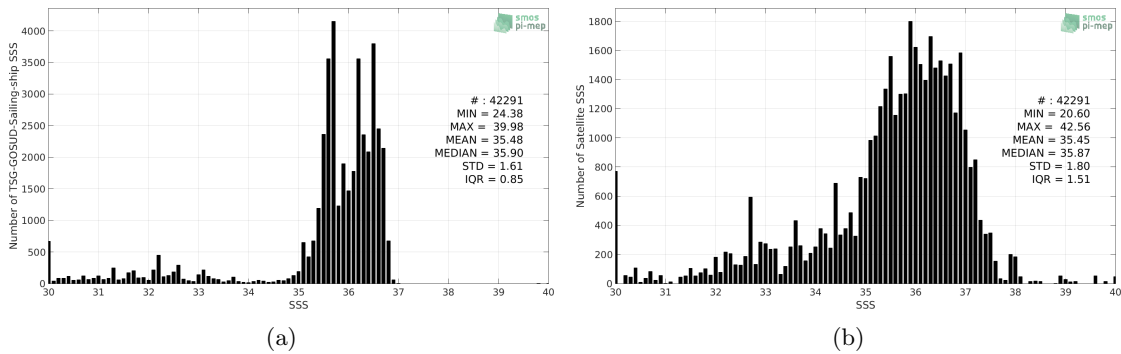 smos
pi-mep
# : 42291
MIN = 24.38
MAX = 39.98
MEAN = 35.48
MEDIAN = 35.90
STD = 1.61
IQR = 0.85
Number of TSG-GOSUD-Sailing-ship SSS
4000
3500
3000
2500
2000
1500
1000
500
0
30 31 32 33 34 35 36 37 38 39 40
SSS
(a)
smos
pi-mep
# : 42291
MIN = 20.60
MAX = 42.56
MEAN = 35.45
MEDIAN = 35.87
STD = 1.80
IQR = 1.51
Number of Satellite SSS
1800
1600
1400
1200
1000
800
600
400
200
0
30 31 32 33 34 35 36 37 38 39 40
SSS
(b)